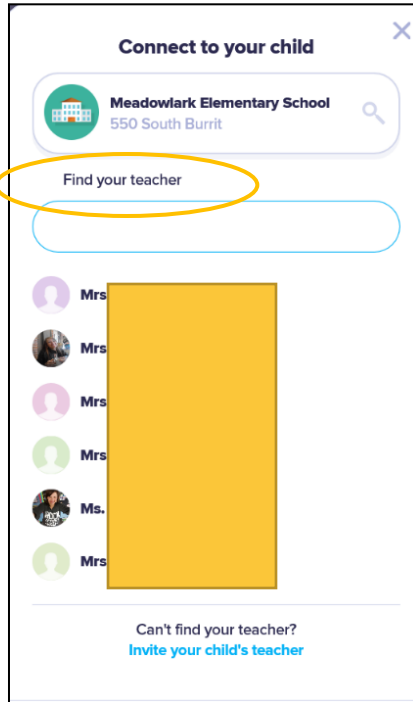 Connect to your child
Meadowlark Elementary School
550 South Burrit
Find your teacher
Mrs
Mrs
Mrs
Mrs
Ms.
Mrs
Can't find your teacher?
Invite your child's teacher